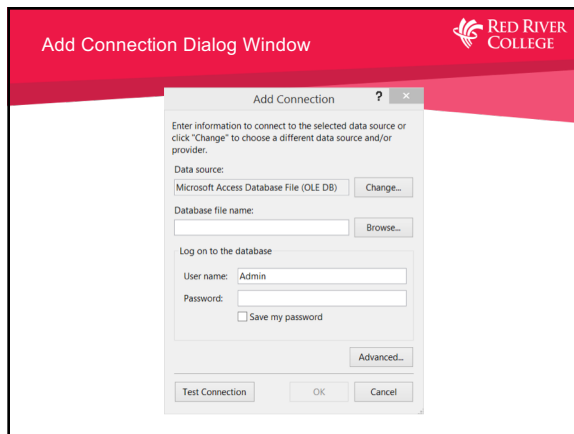 Add Connection Dialog Window
RED RIVER
COLLEGE
Add Connection
?
×
Enter information to connect to the selected data source or
click "Change" to choose a different data source and/or
provider.
Data source:
Microsoft Access Database File (OLE DB)
Change...
Database file name:
Browse...
Log on to the database
User name:
Admin
Password:
Save my password
Advanced...
Test Connection
OK
Cancel